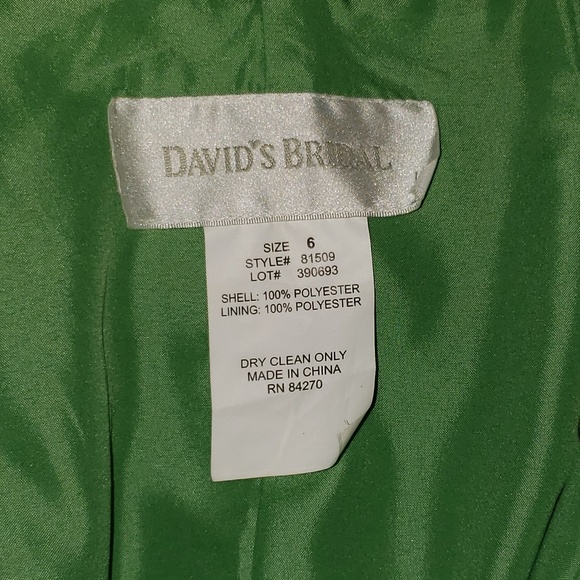 DAVID'S BRIDAL
SIZE 6
STYLE# 81509
LOT# 390693
SHELL: 100% POLYESTER
LINING: 100% POLYESTER
DRY CLEAN ONLY
MADE IN CHINA
RN 84270